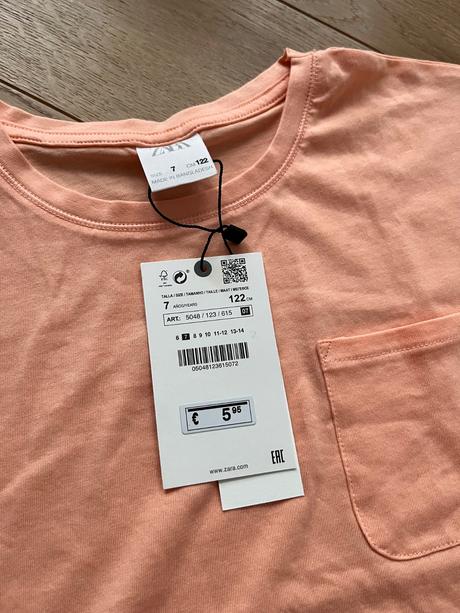 ZARA
SIZE 7 CM 122
MADE IN BANGLADESH
TALLA / SIZE / TAMANHO / TAILLE / MAAT / MĒRETĒ
7 AÑOS/YEARS 122 CM
ART.: 5048 / 123 / 615 07
6 7 8 9 10 11-12 13-14
05048123615072
€ 5,95
www.zara.com
EAC